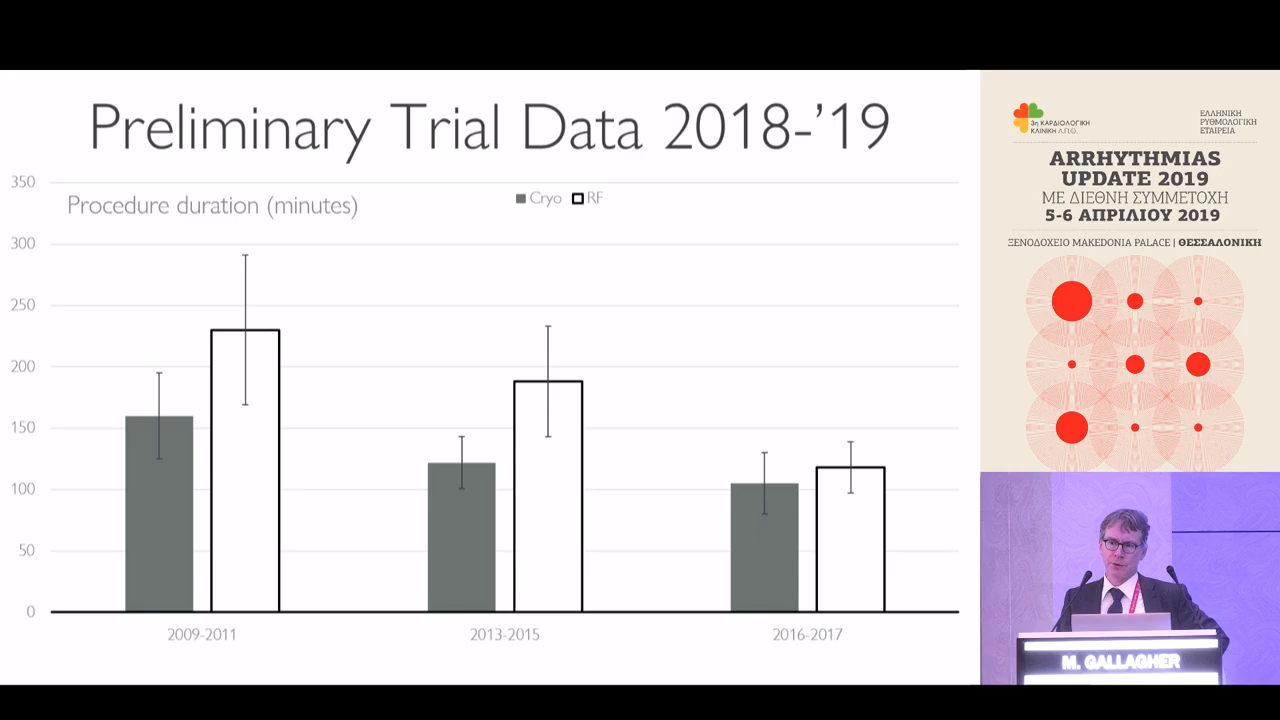 Preliminary Trial Data 2018-’19
350
Procedure duration (minutes)
Cryo RF
300
250
200
150
100
50
0
2009-2011 2013-2015 2016-2017
3η ΚΑΡΔΙΟΛΟΓΙΚΗ
ΚΛΙΝΙΚΗ Α.Π.Θ.
ΕΛΛΗΝΙΚΗ
ΡΥΘΜΟΛΟΓΙΚΗ
ΕΤΑΙΡΕΙΑ
ARRHYTHMIAS
UPDATE 2019
ΜΕ ΔΙΕΘΝΗ ΣΥΜΜΕΤΟΧΗ
5-6 ΑΠΡΙΛΙΟΥ 2019
ΞΕΝΟΔΟΧΕΙΟ MAKEDONIA PALACE | ΘΕΣΣΑΛΟΝΙΚΗ
M. GALLAGHER